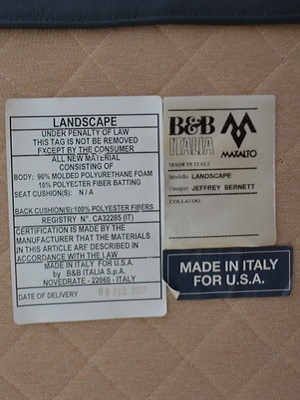 LANDSCAPE
UNDER PENALTY OF LAW
THIS TAG IS NOT BE REMOVED
EXCEPT BY THE CONSUMER
ALL NEW MATERIAL
CONSISTING OF
BODY: 90% MOLDED POLYURETHANE FOAM
10% POLYECTER FIBER BATTING
SEAT CUSHION(S): N / A
BACK CUSHION(S):100% POLYESTER FIBERS
REGISTRY N°. CA32285 (IT)
CERTIFICATION IS MADE BY THE
MANUFACTURER THAT THE MATERIALS
IN THIS ARTICLE ARE DESCRIBED IN
ACCORDANCE WITH THE LAW
MADE IN ITALY FOR U.S.A.
by B&B ITALIA S.p.A.
NOVEDRATE - 22060 - ITALY
DATE OF DELIVERY
B&B
ITALIA
MAXALTO
MADE IN ITALY
Modello LANDSCAPE
Designer JEFFREY BERNETT
COLLAUDO
MADE IN ITALY
FOR U.S.A.